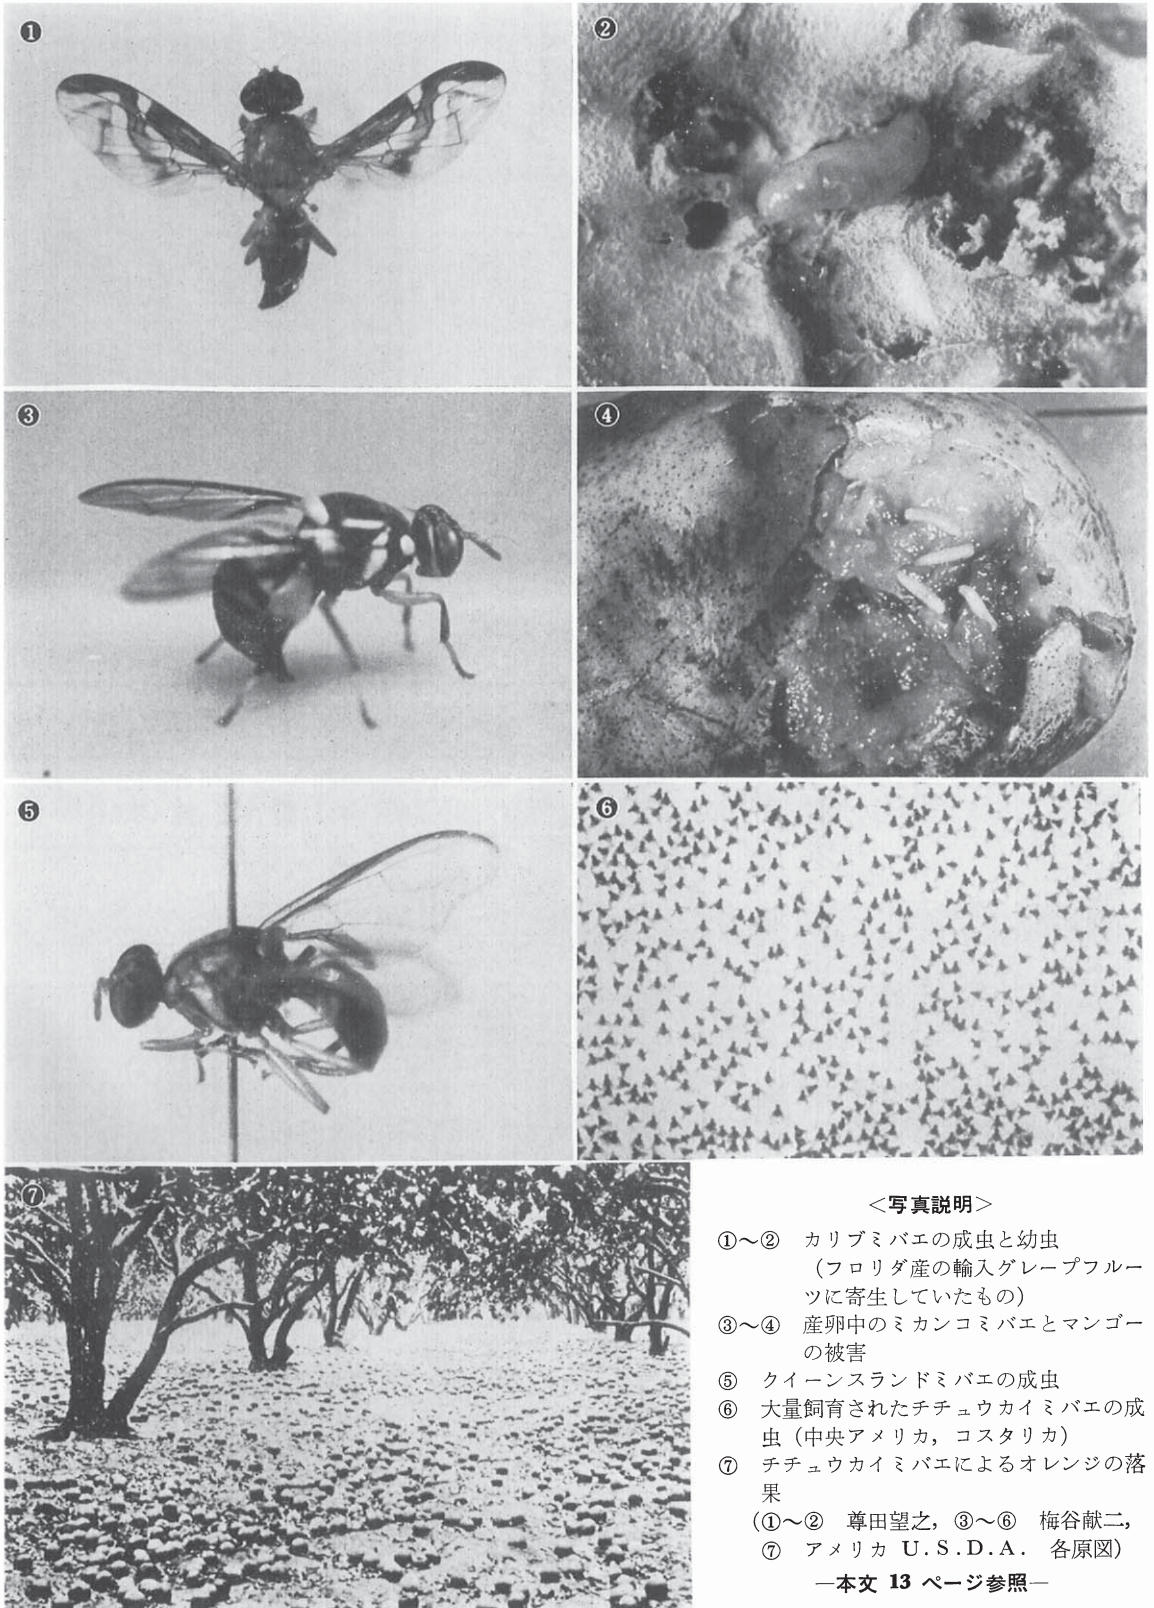 ❶
❷
❸
❹
❺
❻
❼
<写真説明>
①～② カリブミバエの成虫と幼虫
(フロリダ産の輸入グレープフルー
ツに寄生していたもの)
③～④ 産卵中のミカンコミバエとマンゴー
の被害
⑤ クイーンスランドミバエの成虫
⑥ 大量飼育されたチチュウカイミバエの成
虫 (中央アメリカ, コスタリカ)
⑦ チチュウカイミバエによるオレンジの落
果
(①～② 尊田望之, ③～⑥ 梅谷献二,
⑦ アメリカ U.S.D.A. 各原図)
—本文 13 ページ参照—